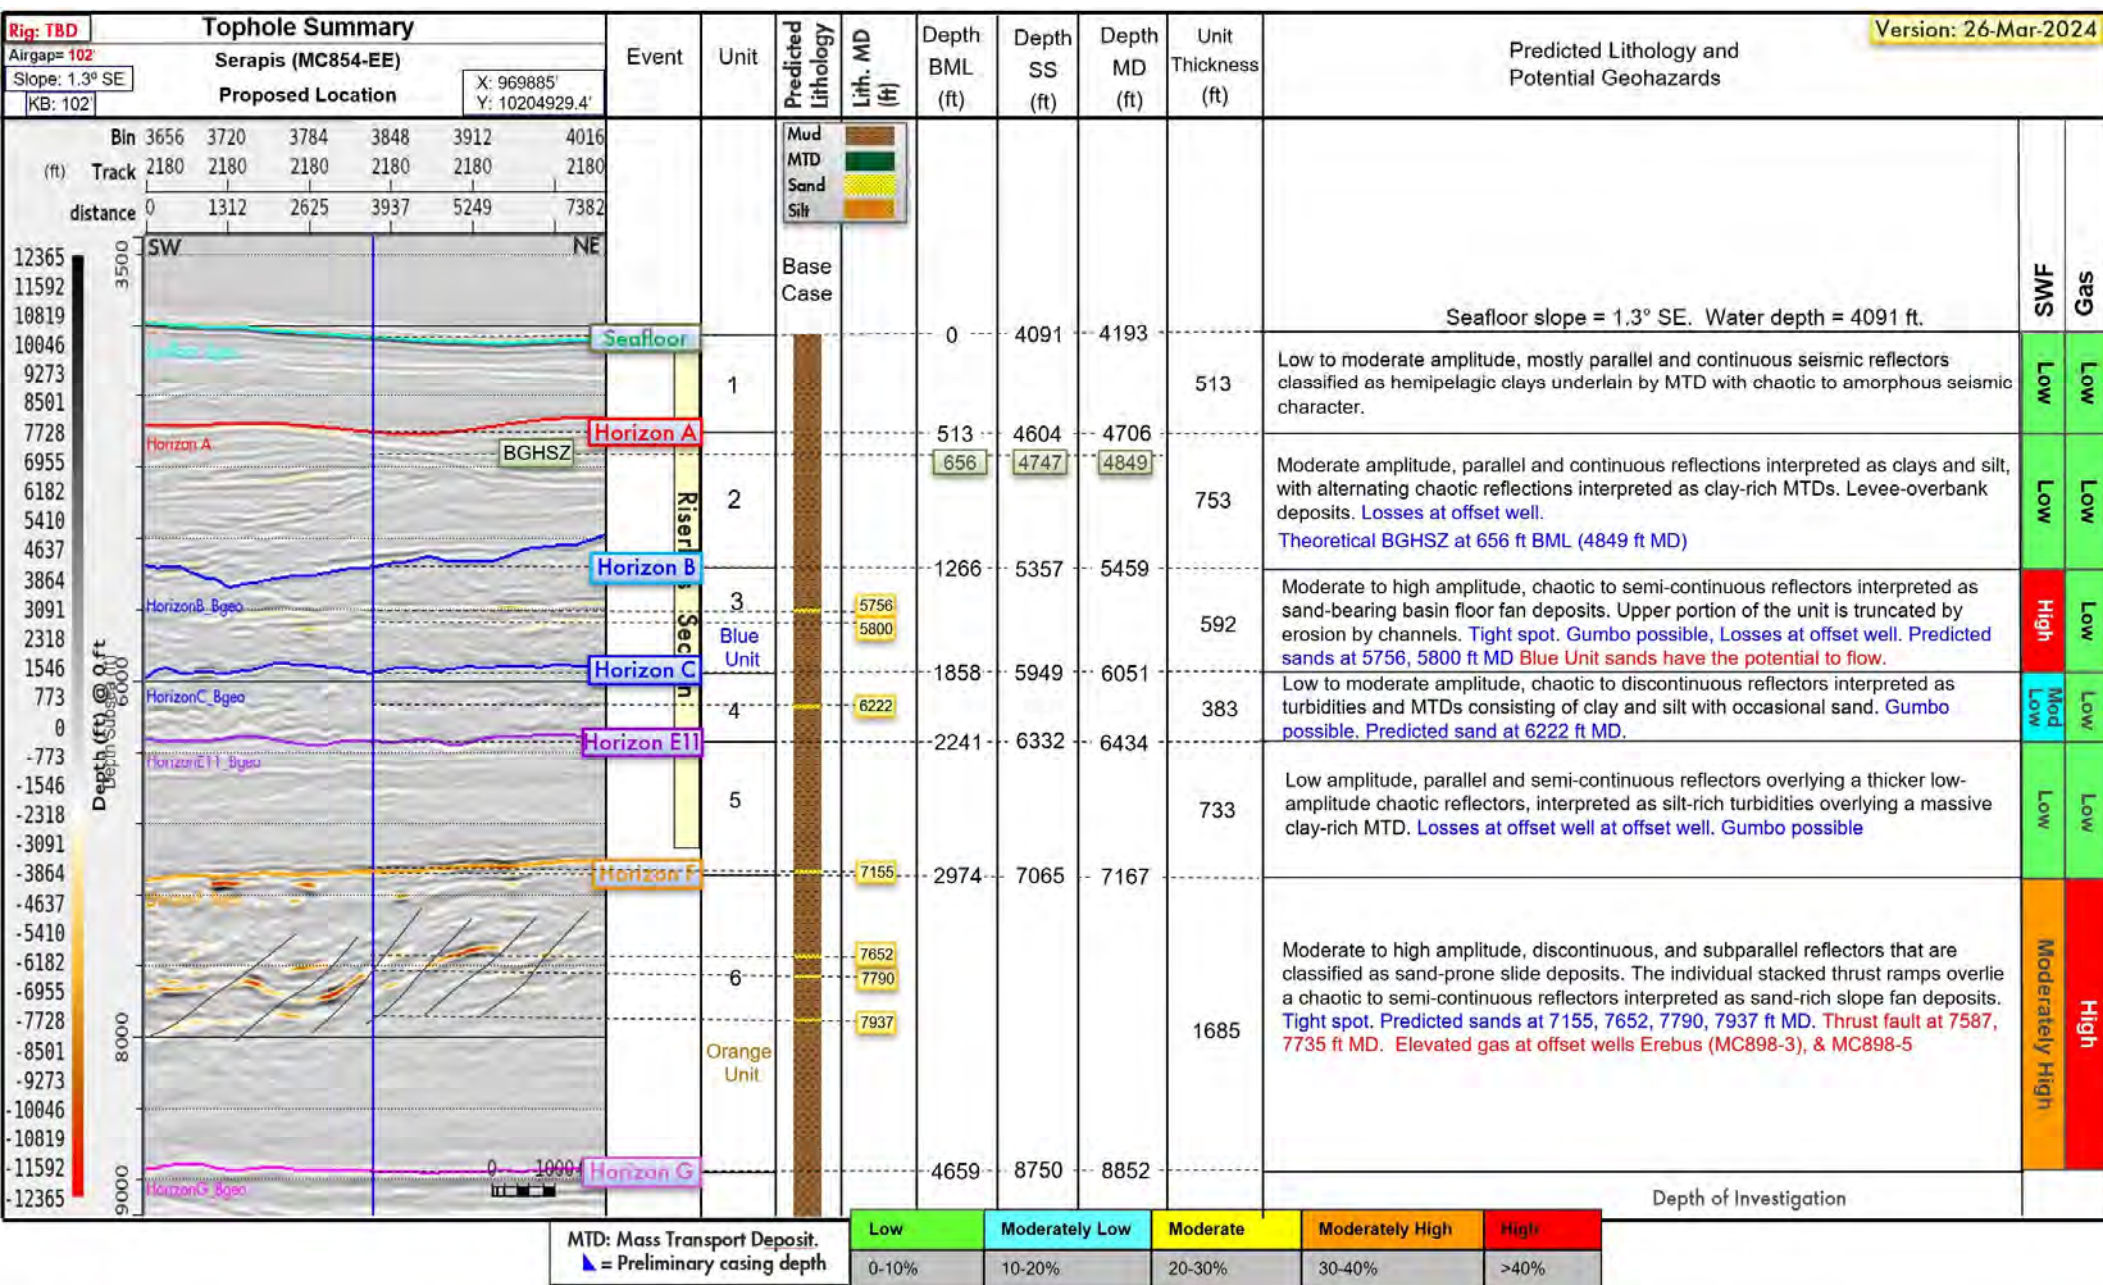 Rig: TBD
Airgap= 102'
Slope: 1.3º SE
KB: 102'
Tophole Summary
Serapis (MC854-EE)
Proposed Location
X: 969885'
Y: 10204929.4'
Event
Unit
Predicted
Lithology
Lith. MD
(ft)
Depth
BML
(ft)
Depth
SS
(ft)
Depth
MD
(ft)
Unit
Thickness
(ft)
Predicted Lithology and
Potential Geohazards
Version: 26-Mar-2024
Bin 3656 3720 3784 3848 3912 4016
(ft) Track 2180 2180 2180 2180 2180 2180
distance 0 1312 2625 3937 5249 7382
SW
NE
Mud
MTD
Sand
Silt
Base
Case
SWF
Gas
12365
11592
10819
10046
9273
8501
7728
6955
6182
5410
4637
3864
3091
2318
1546
773
0
-773
-1546
-2318
-3091
-3864
-4637
-5410
-6182
-6955
-7728
-8501
-9273
-10046
-10819
-11592
-12365
Depth (ft) @ 0 ft
3500
6000
8000
9000
Horizon A
HorizonB_Bgeo
HorizonC_Bgeo
HorizonE11_Bgeo
HorizonG_Bgeo
0 1000
Riserless Section
Seafloor
0
4091
4193
Seafloor slope = 1.3° SE. Water depth = 4091 ft.
1
513
Low to moderate amplitude, mostly parallel and continuous seismic reflectors
classified as hemipelagic clays underlain by MTD with chaotic to amorphous seismic
character.
Low
Low
Horizon A
513
4604
4706
BGHSZ
656
4747
4849
2
753
Moderate amplitude, parallel and continuous reflections interpreted as clays and silt,
with alternating chaotic reflections interpreted as clay-rich MTDs. Levee-overbank
deposits. Losses at offset well.
Theoretical BGHSZ at 656 ft BML (4849 ft MD)
Low
Low
Horizon B
1266
5357
5459
3
Blue
Unit
5756
5800
592
Moderate to high amplitude, chaotic to semi-continuous reflectors interpreted as
sand-bearing basin floor fan deposits. Upper portion of the unit is truncated by
erosion by channels. Tight spot. Gumbo possible, Losses at offset well. Predicted
sands at 5756, 5800 ft MD Blue Unit sands have the potential to flow.
High
Low
Horizon C
1858
5949
6051
4
6222
383
Low to moderate amplitude, chaotic to discontinuous reflectors interpreted as
turbidities and MTDs consisting of clay and silt with occasional sand. Gumbo
possible. Predicted sand at 6222 ft MD.
Mod
Low
Low
Horizon E11
2241
6332
6434
5
733
Low amplitude, parallel and semi-continuous reflectors overlying a thicker low-
amplitude chaotic reflectors, interpreted as silt-rich turbidities overlying a massive
clay-rich MTD. Losses at offset well at offset well. Gumbo possible
Low
Low
Horizon F
7155
2974
7065
7167
6
Orange
Unit
7652
7790
7937
1685
Moderate to high amplitude, discontinuous, and subparallel reflectors that are
classified as sand-prone slide deposits. The individual stacked thrust ramps overlie
a chaotic to semi-continuous reflectors interpreted as sand-rich slope fan deposits.
Tight spot. Predicted sands at 7155, 7652, 7790, 7937 ft MD. Thrust fault at 7587,
7735 ft MD. Elevated gas at offset wells Erebus (MC898-3), & MC898-5
Moderately High
High
Horizon G
4659
8750
8852
Depth of Investigation
MTD: Mass Transport Deposit.
= Preliminary casing depth
Low Moderately Low Moderate Moderately High High
0-10% 10-20% 20-30% 30-40% >40%